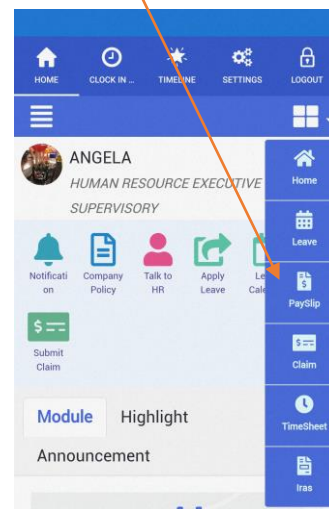 HOME CLOCK IN ... TIMELINE SETTINGS LOGOUT
ANGELA
HUMAN RESOURCE EXECUTIVE
SUPERVISORY
Home
Leave
PaySlip
Claim
TimeSheet
Iras
Notificati
on
Company
Policy
Talk to
HR
Apply
Leave
Le
Cale
Submit
Claim
Module Highlight
Announcement